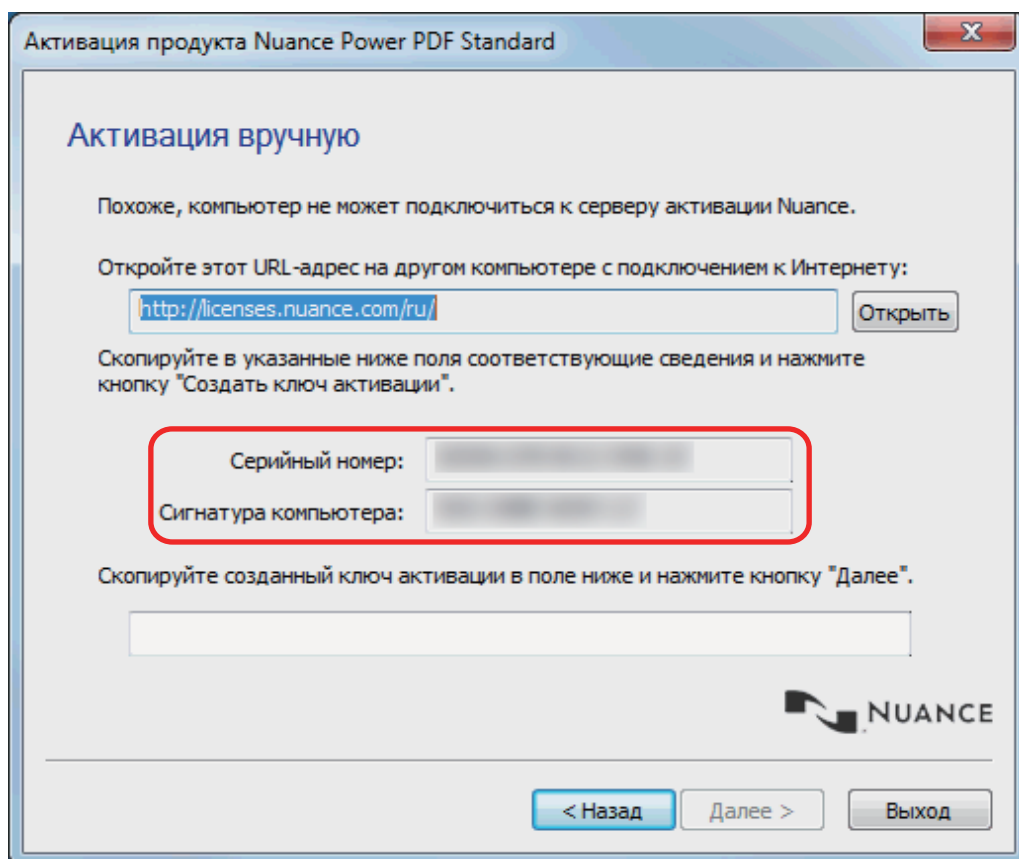 Активация продукта Nuance Power PDF Standard
Активация вручную
Похоже, компьютер не может подключиться к серверу активации Nuance.
Откройте этот URL-адрес на другом компьютере с подключением к Интернету:
http://licenses.nuance.com/ru/ Открыть
Скопируйте в указанные ниже поля соответствующие сведения и нажмите
кнопку "Создать ключ активации".
Серийный номер:
Сигнатура компьютера:
Скопируйте созданный ключ активации в поле ниже и нажмите кнопку "Далее".
NUANCE
< Назад Далее > Выход